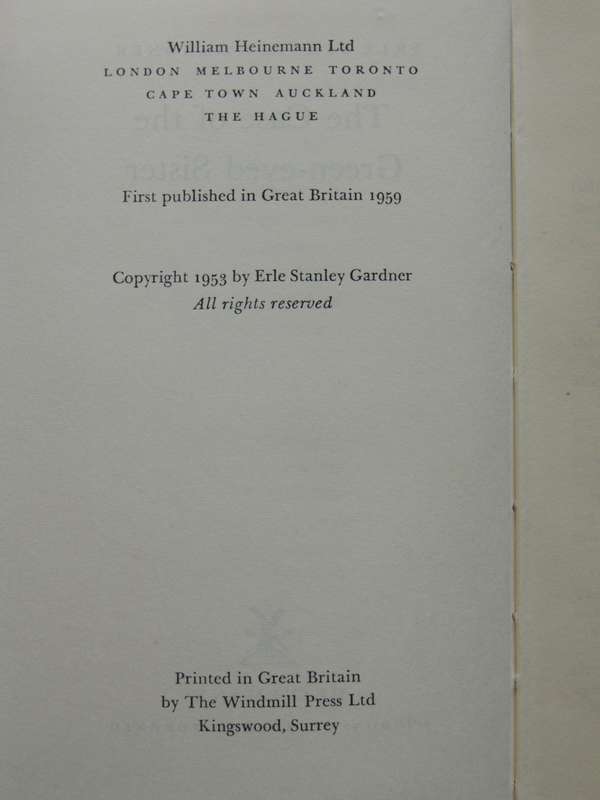 William Heinemann Ltd
LONDON MELBOURNE TORONTO
CAPE TOWN AUCKLAND
THE HAGUE
First published in Great Britain 1959
Copyright 1953 by Erle Stanley Gardner
All rights reserved
Printed in Great Britain
by The Windmill Press Ltd
Kingswood, Surrey